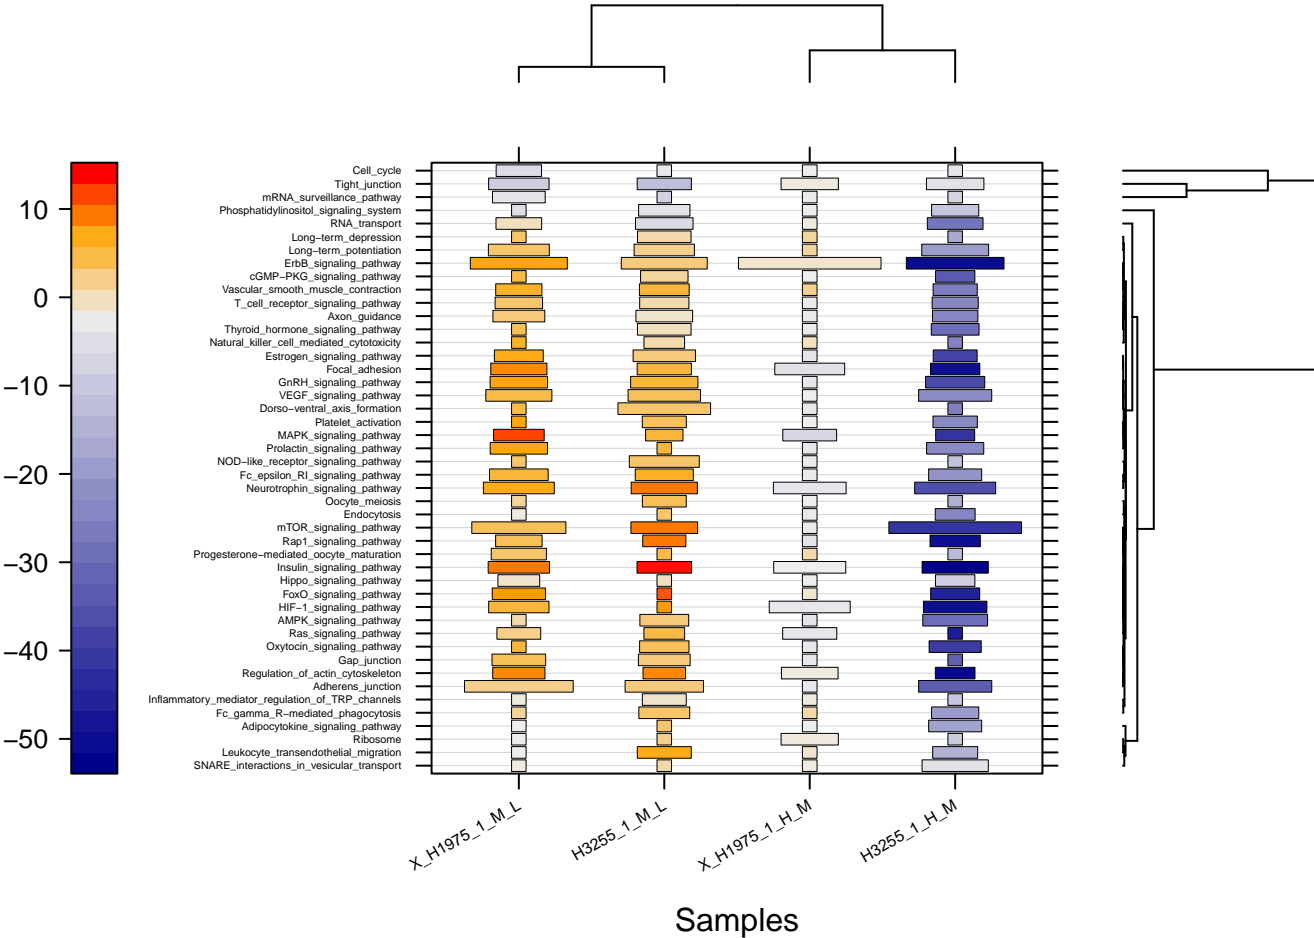 10
0
−10
−20
−30
−40
−50
Cell_cycle
Tight_junction
mRNA_surveillance_pathway
Phosphatidylinositol_signaling_system
RNA_transport
Long−term_depression
Long−term_potentiation
ErbB_signaling_pathway
cGMP−PKG_signaling_pathway
Vascular_smooth_muscle_contraction
T_cell_receptor_signaling_pathway
Axon_guidance
Thyroid_hormone_signaling_pathway
Natural_killer_cell_mediated_cytotoxicity
Estrogen_signaling_pathway
Focal_adhesion
GnRH_signaling_pathway
VEGF_signaling_pathway
Dorso−ventral_axis_formation
Platelet_activation
MAPK_signaling_pathway
Prolactin_signaling_pathway
NOD−like_receptor_signaling_pathway
Fc_epsilon_RI_signaling_pathway
Neurotrophin_signaling_pathway
Oocyte_meiosis
Endocytosis
mTOR_signaling_pathway
Rap1_signaling_pathway
Progesterone−mediated_oocyte_maturation
Insulin_signaling_pathway
Hippo_signaling_pathway
FoxO_signaling_pathway
HIF−1_signaling_pathway
AMPK_signaling_pathway
Ras_signaling_pathway
Oxytocin_signaling_pathway
Gap_junction
Regulation_of_actin_cytoskeleton
Adherens_junction
Inflammatory_mediator_regulation_of_TRP_channels
Fc_gamma_R−mediated_phagocytosis
Adipocytokine_signaling_pathway
Ribosome
Leukocyte_transendothelial_migration
SNARE_interactions_in_vesicular_transport
X_H1975_1_M_L
H3255_1_M_L
X_H1975_1_H_M
H3255_1_H_M
Samples